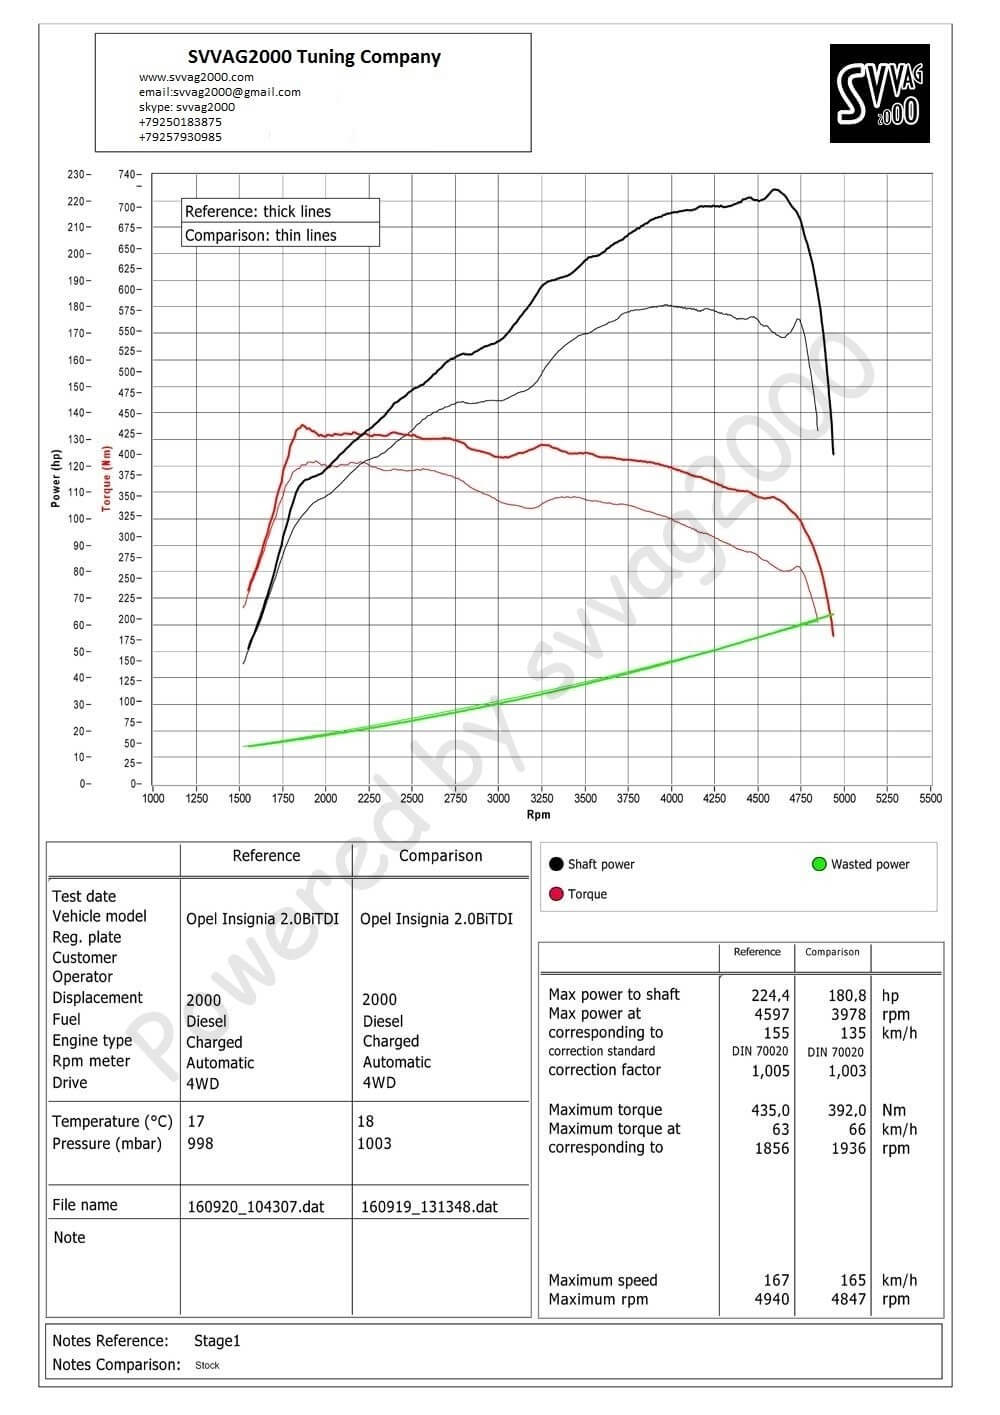 SVVAG2000 Tuning Company
www.svvag2000.com
email:svvag2000@gmail.com
skype: svvag2000
+79250183875
+79257930985
SVVAG
2000
Reference: thick lines
Comparison: thin lines
230
220
210
200
190
180
170
160
150
140
130
120
110
100
90
80
70
60
50
40
30
20
10
0
Power (hp)
740
700
675
650
625
600
575
550
525
500
475
450
425
400
375
350
325
300
275
250
225
200
175
150
125
100
75
50
25
0
Torque (Nm)
1000 1250 1500 1750 2000 2250 2500 2750 3000 3250 3500 3750 4000 4250 4500 4750 5000 5250 5500
Rpm
Powered by svvag2000
Reference Comparison
Test date
Vehicle model Opel Insignia 2.0BiTDI Opel Insignia 2.0BiTDI
Reg. plate
Customer
Operator
Displacement 2000 2000
Fuel Diesel Diesel
Engine type Charged Charged
Rpm meter Automatic Automatic
Drive 4WD 4WD
Temperature (°C) 17 18
Pressure (mbar) 998 1003
File name 160920_104307.dat 160919_131348.dat
Note
Shaft power
Wasted power
Torque
Reference Comparison
Max power to shaft 224,4 180,8 hp
Max power at 4597 3978 rpm
corresponding to 155 135 km/h
correction standard DIN 70020 DIN 70020
correction factor 1,005 1,003
Maximum torque 435,0 392,0 Nm
Maximum torque at 63 66 km/h
corresponding to 1856 1936 rpm
Maximum speed 167 165 km/h
Maximum rpm 4940 4847 rpm
Notes Reference: Stage1
Notes Comparison: Stock